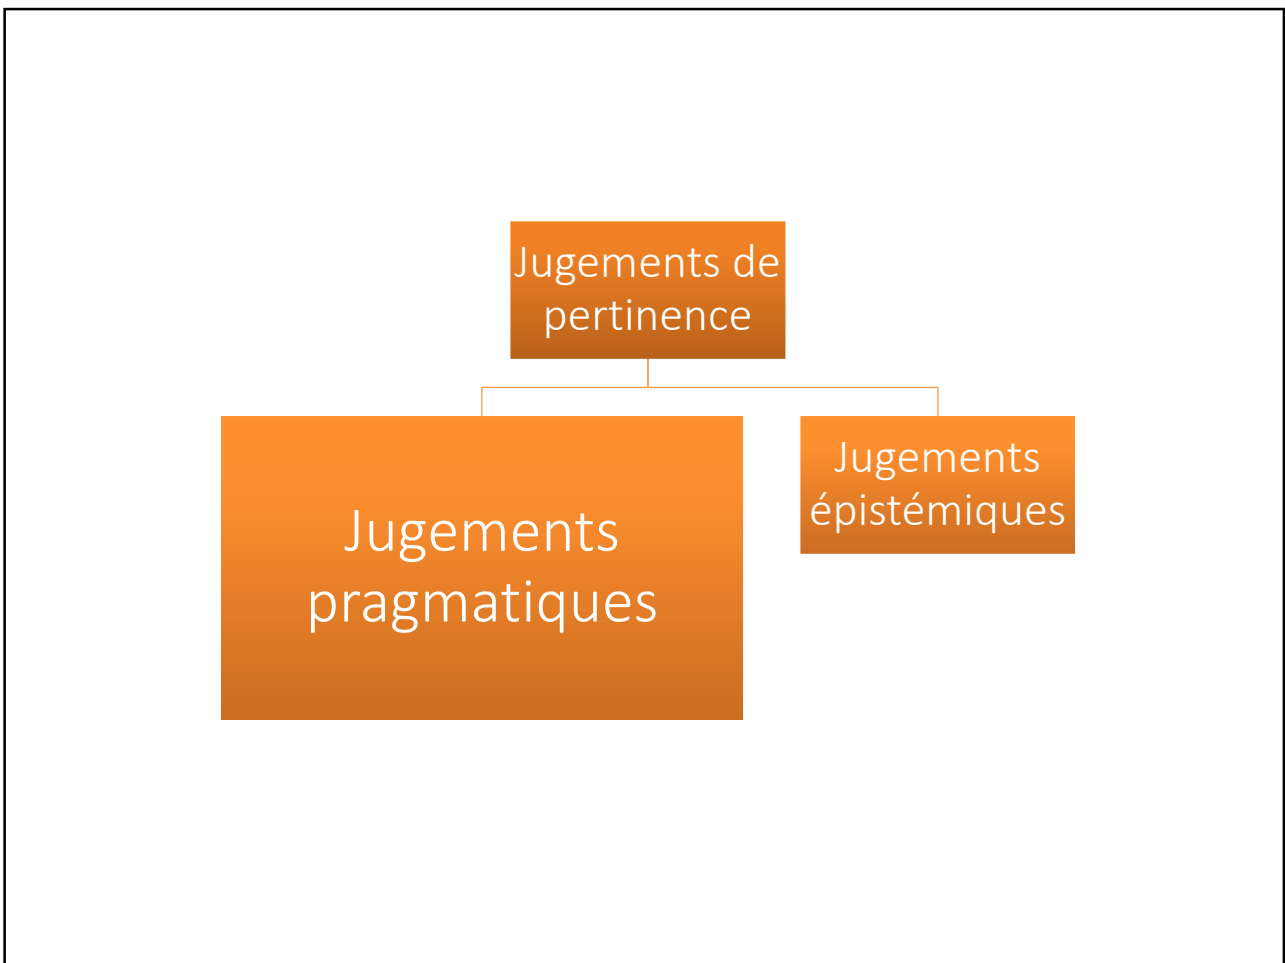 Jugements de
pertinence
Jugements
pragmatiques
Jugements
épistémiques